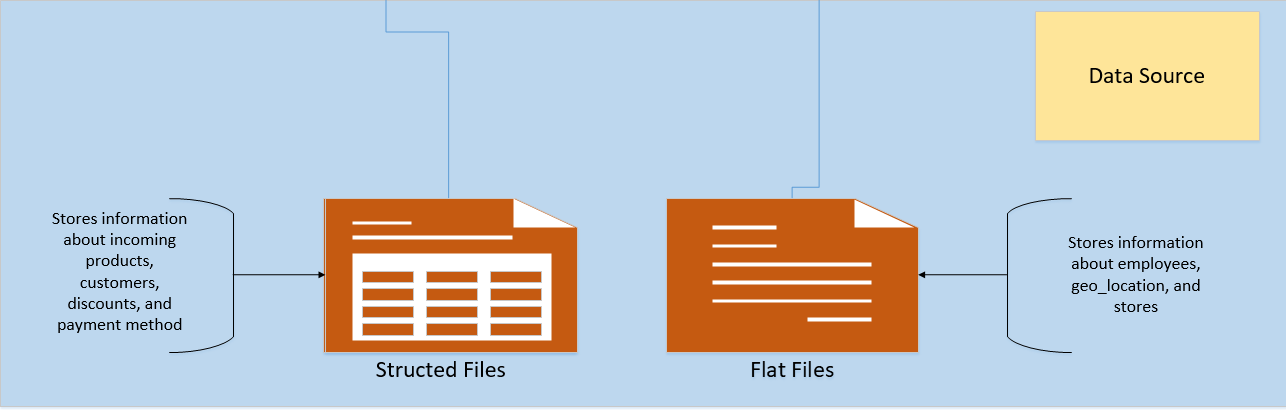 Data Source
Stores information
about incoming
products,
customers,
discounts, and
payment method
Stores information
about employees,
geo_location, and
stores
Structed Files
Flat Files